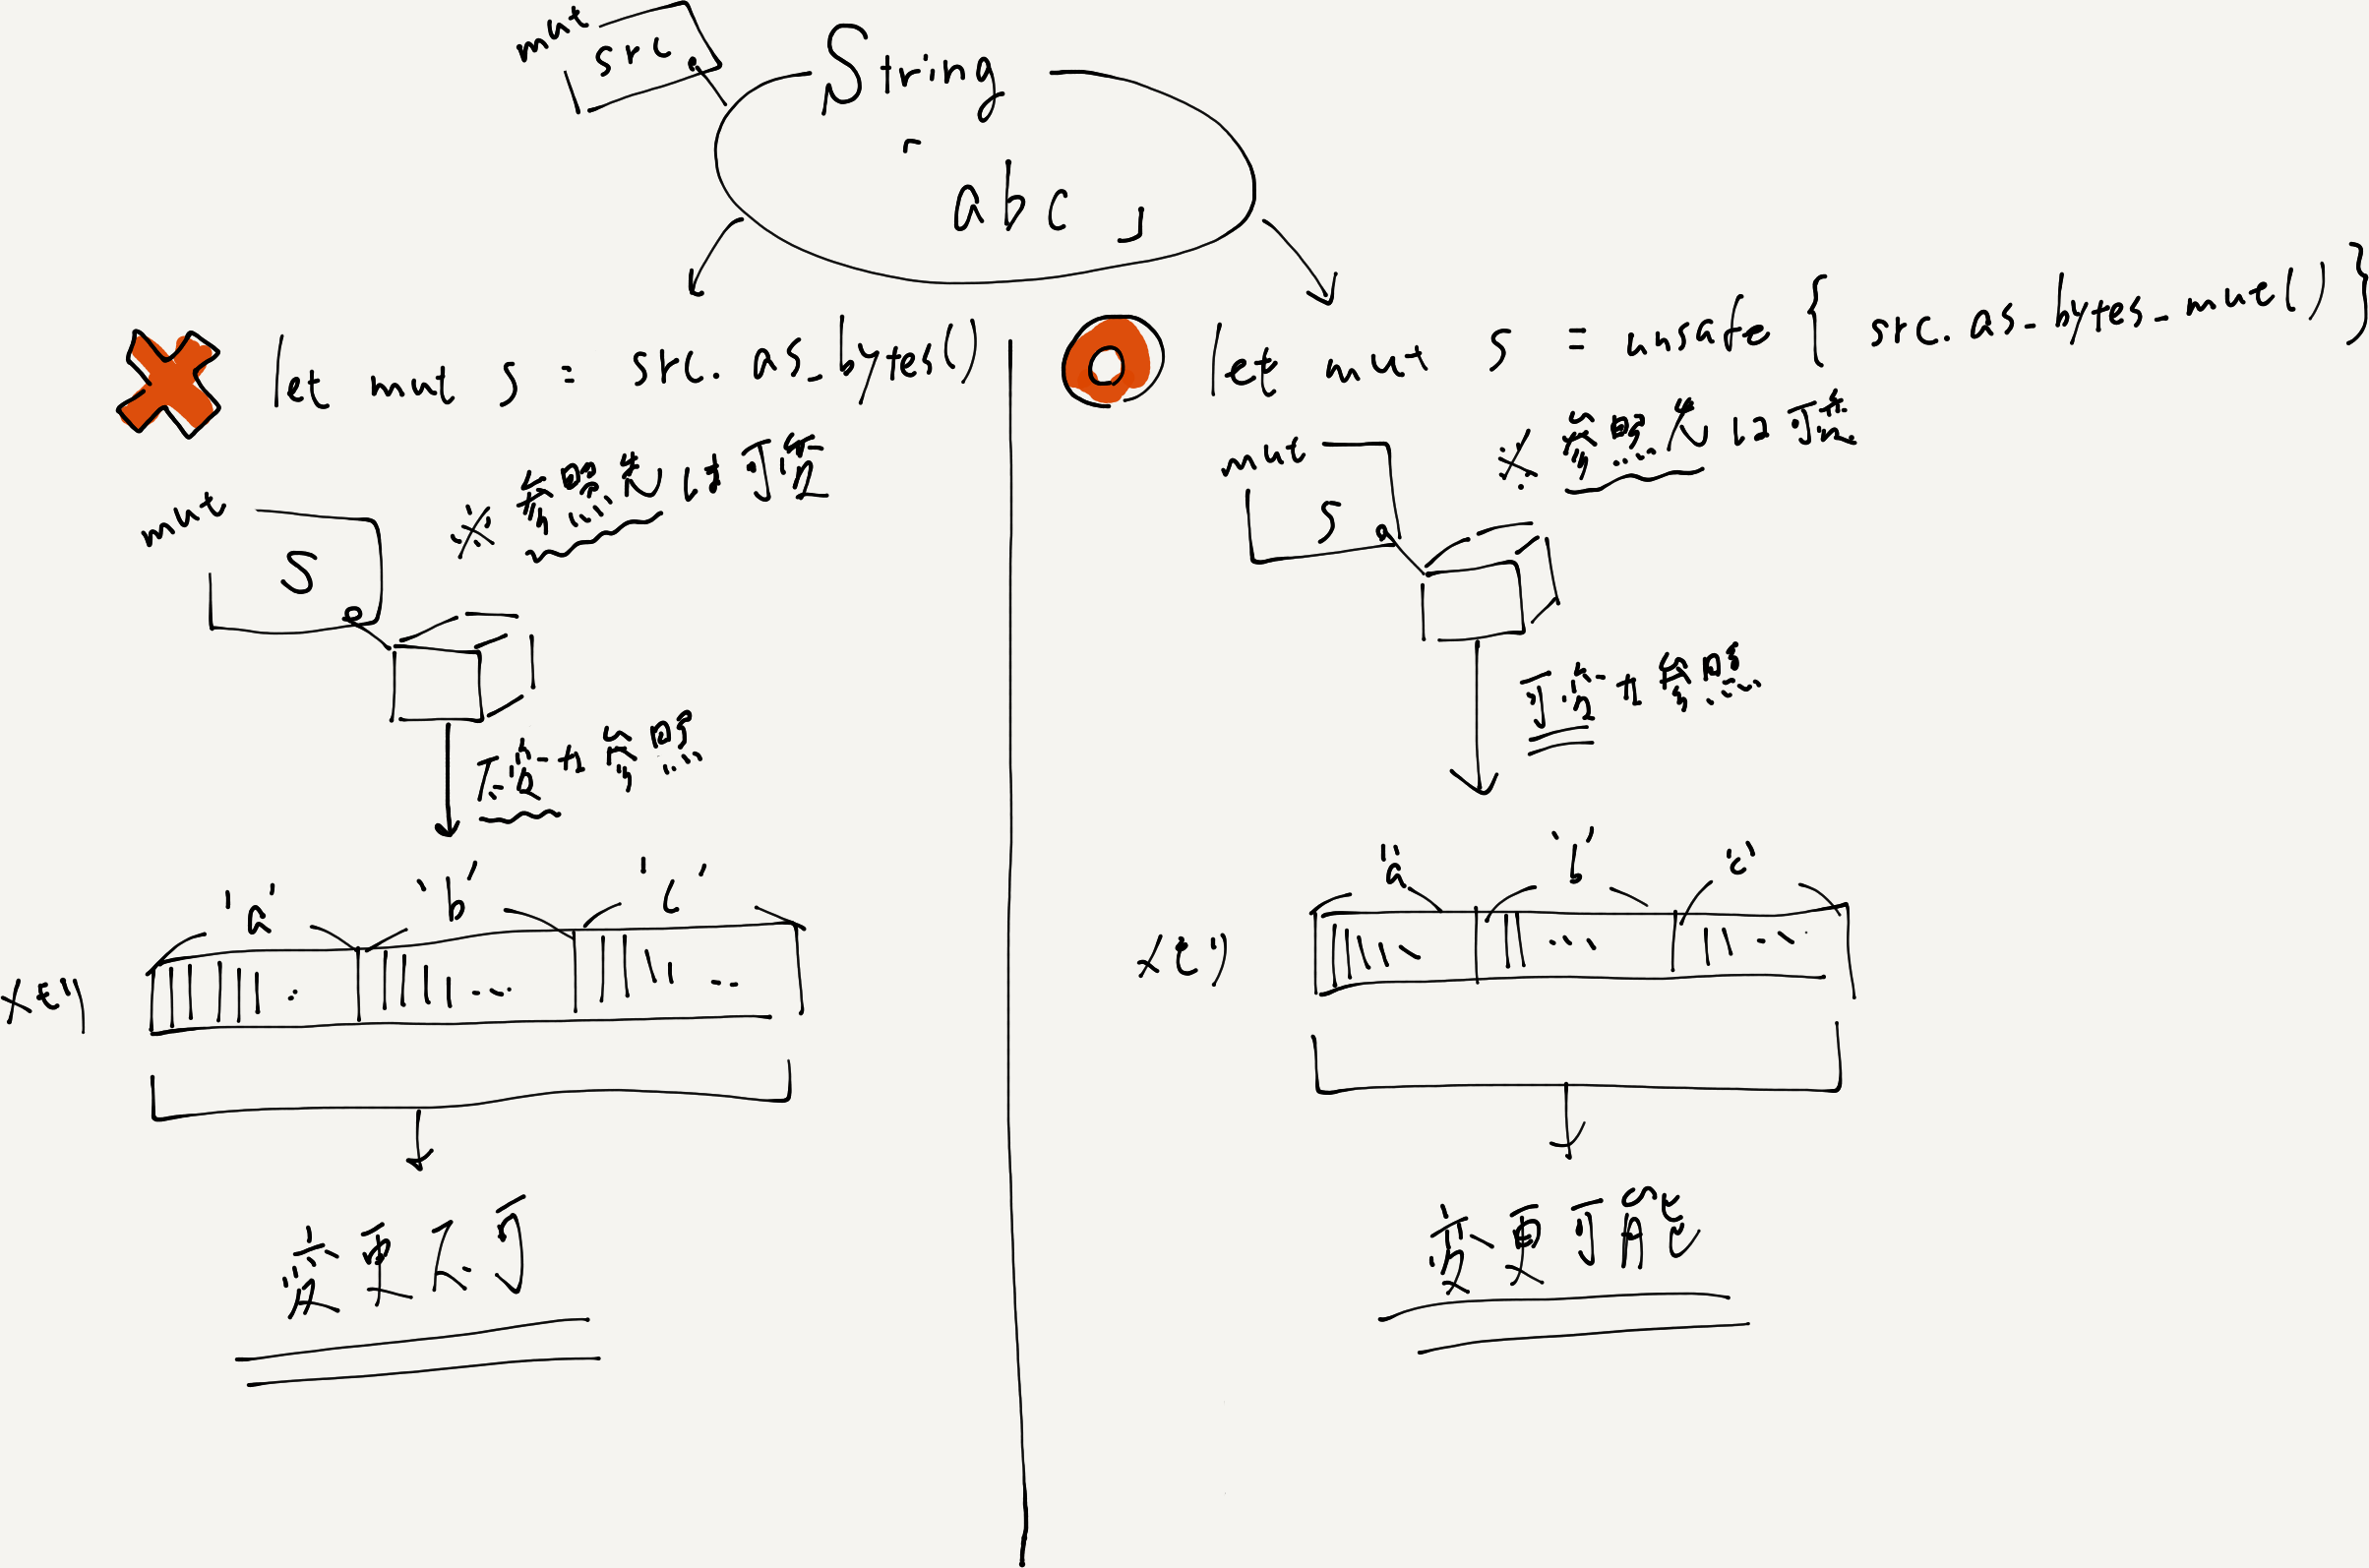 mut
src
String
「abc」
let mut s = src.as_bytes()
※参照先は可変
mut
s
不変な参照
'a' 'b' 'c'
メモリ
変更不可
let mut s = unsafe { src.as_bytes_mut() }
※参照先は可変
mut
s
可変な参照
'a' 'b' 'c'
メモリ
変更可能